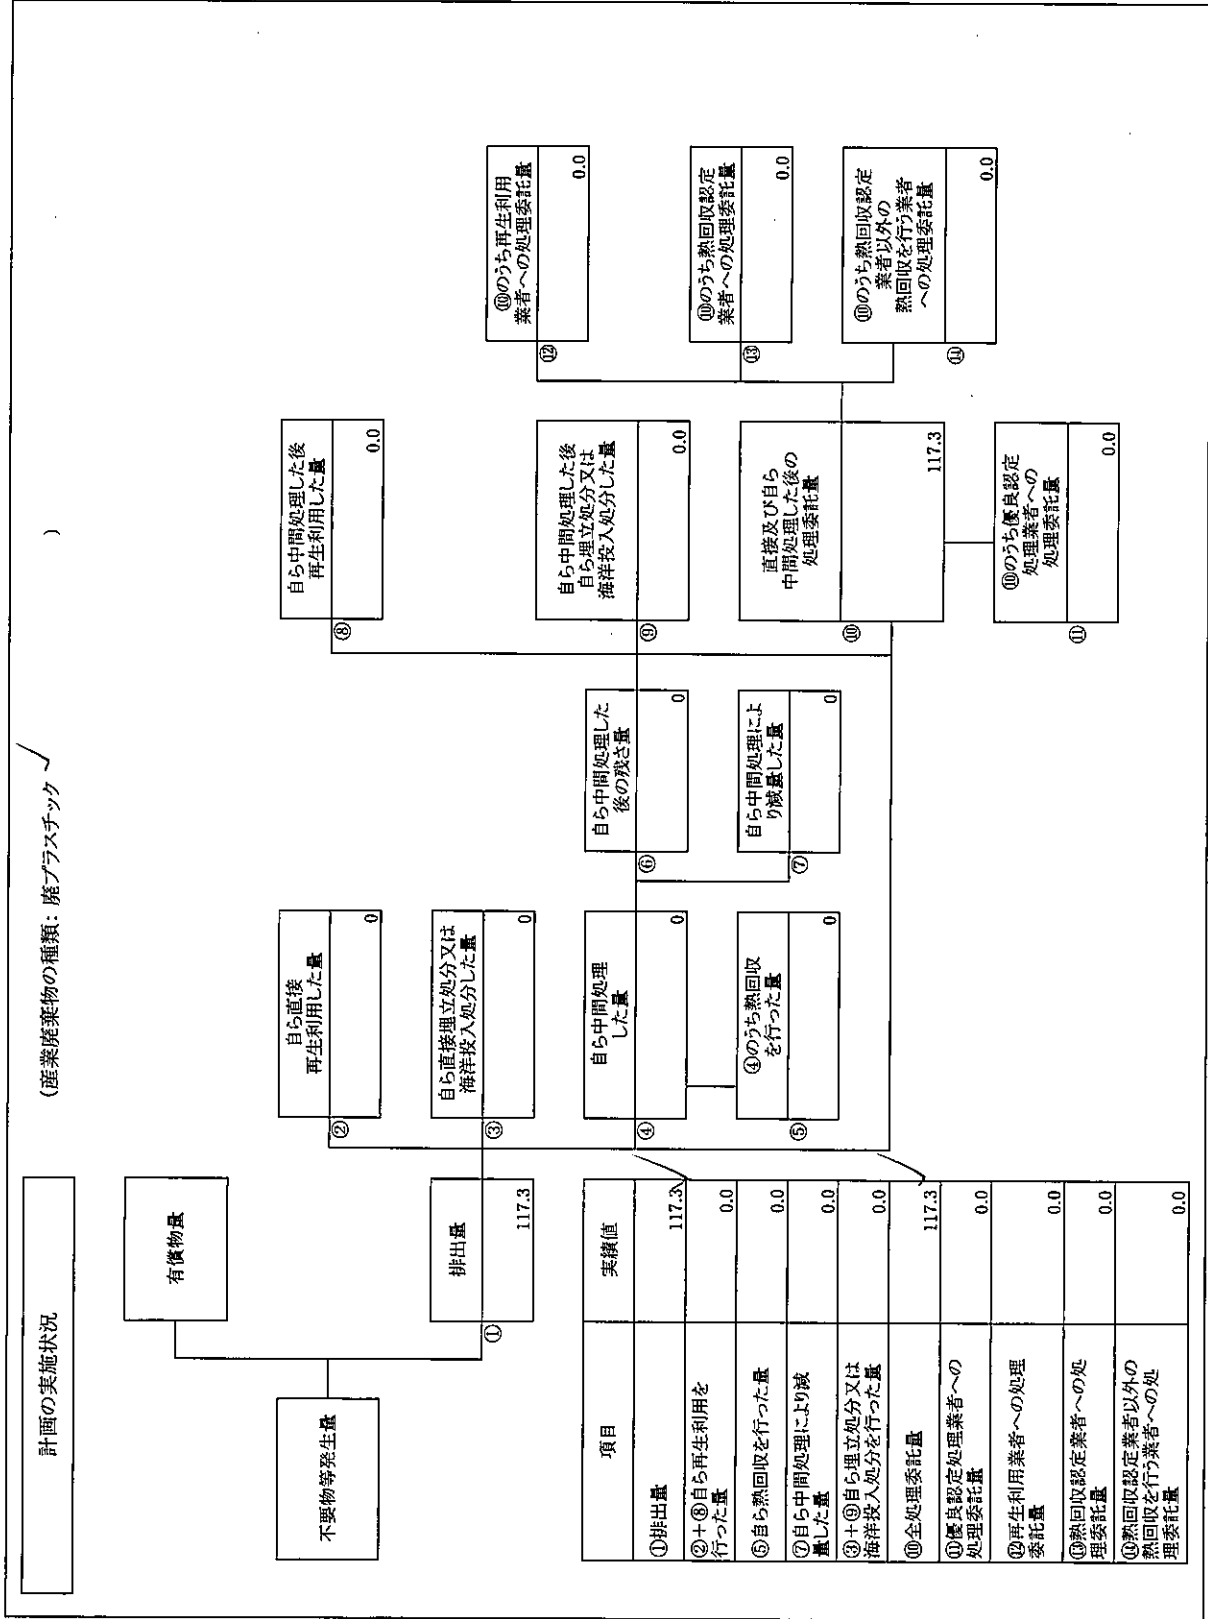 計画の実施状況
(産業廃棄物の種類: 廃プラスチック
)
不要物等発生量
有償物量
①
排出量
117.3
②
自ら直接
再生利用した量
0
③
自ら直接埋立処分又は
海洋投入処分した量
0
④
自ら中間処理
した量
0
⑤
④のうち熱回収
を行った量
0
⑥
自ら中間処理した
後の残さ量
0
⑦
自ら中間処理によ
り減量した量
0
⑧
自ら中間処理した後
再生利用した量
0.0
⑨
自ら中間処理した後
自ら埋立処分又は
海洋投入処分した量
0.0
⑩
直接及び自ら
中間処理した後の
処理委託量
117.3
⑪
⑩のうち優良認定
処理業者への
処理委託量
0.0
⑫
⑩のうち再生利用
業者への処理委託量
0.0
⑬
⑩のうち熱回収認定
業者への処理委託量
0.0
⑭
⑩のうち熱回収認定
業者以外の
熱回収を行う業者
への処理委託量
0.0
項目 実績値
①排出量 117.3
②+⑧自ら再生利用を
行った量 0.0
⑤自ら熱回収を行った量 0.0
⑦自ら中間処理により減
量した量 0.0
③+⑨自ら埋立処分又は
海洋投入処分を行った量 0.0
⑩全処理委託量 117.3
⑪優良認定処理業者への
処理委託量 0.0
⑫再生利用業者への処理
委託量 0.0
⑬熱回収認定業者への処
理委託量 0.0
⑭熱回収認定業者以外の
熱回収を行う業者への処
理委託量 0.0